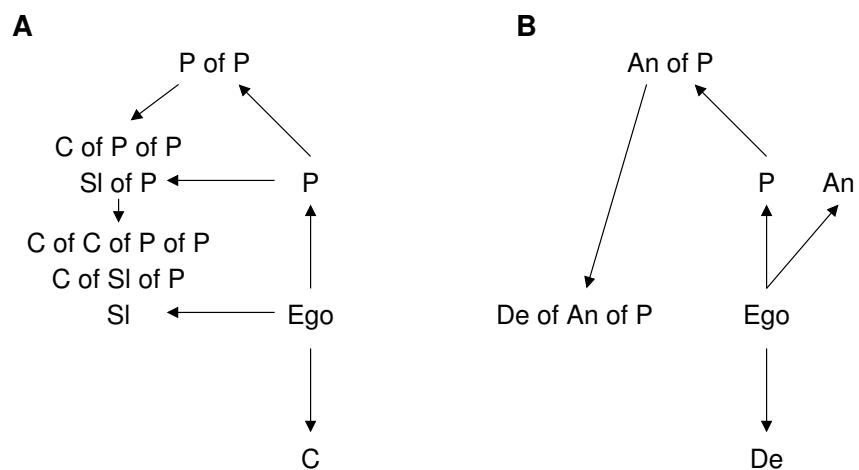 A
P of P
C of P of P
Sl of P
P
C of C of P of P
C of Sl of P
Sl
Ego
C
B
An of P
P
An
De of An of P
Ego
De